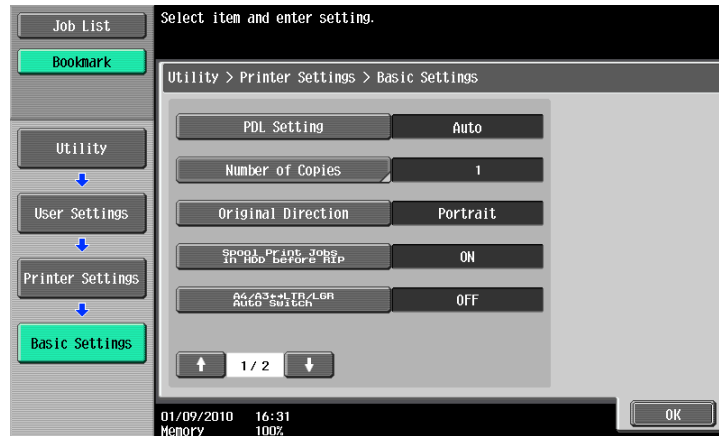 Job List
Bookmark
Utility
User Settings
Printer Settings
Basic Settings
Select item and enter setting.
Utility > Printer Settings > Basic Settings
PDL Setting
Auto
Number of Copies
1
Original Direction
Portrait
Spool Print Jobs
in HDD before RIP
ON
A4/A3↔LTR/LGR
Auto Switch
OFF
1/ 2
01/09/2010 16:31
Memory 100%
OK